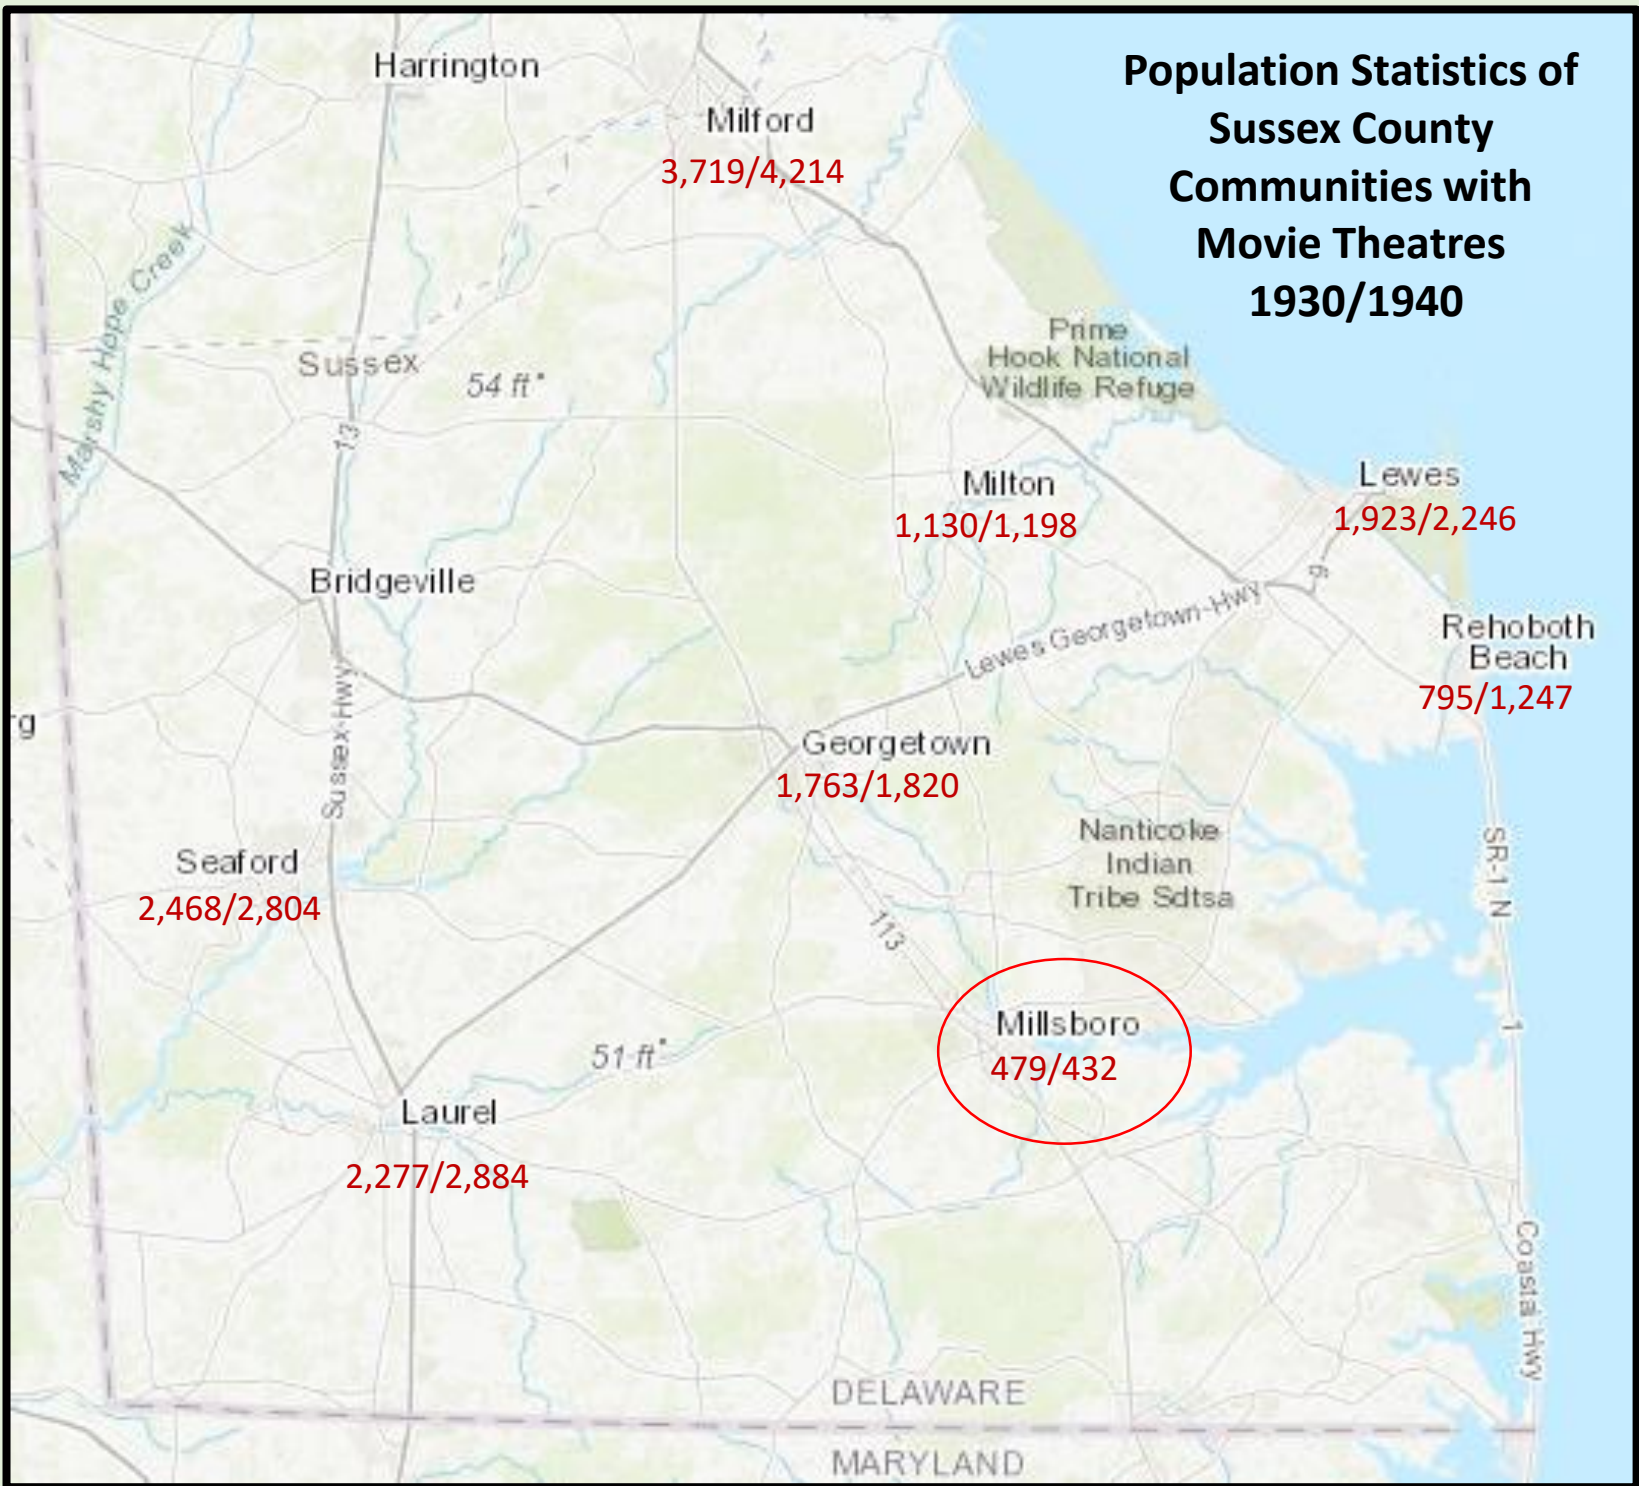 Population Statistics of
Sussex County
Communities with
Movie Theatres
1930/1940
Harrington
Milford
3,719/4,214
Marshy Hope Creek
Prime
Hook National
Wildlife Refuge
Sussex
54 ft*
13
Milton
1,130/1,198
Lewes
1,923/2,246
Bridgeville
9
Lewes Georgetown-Hwy
Rehoboth
Beach
795/1,247
Sussex Hwy
rg
Georgetown
1,763/1,820
Seaford
2,468/2,804
Nanticoke
Indian
Tribe Sdtsa
SR-1 N
113
Millsboro
479/432
1
51 ft*
Laurel
2,277/2,884
Coastal Hwy
DELAWARE
MARYLAND